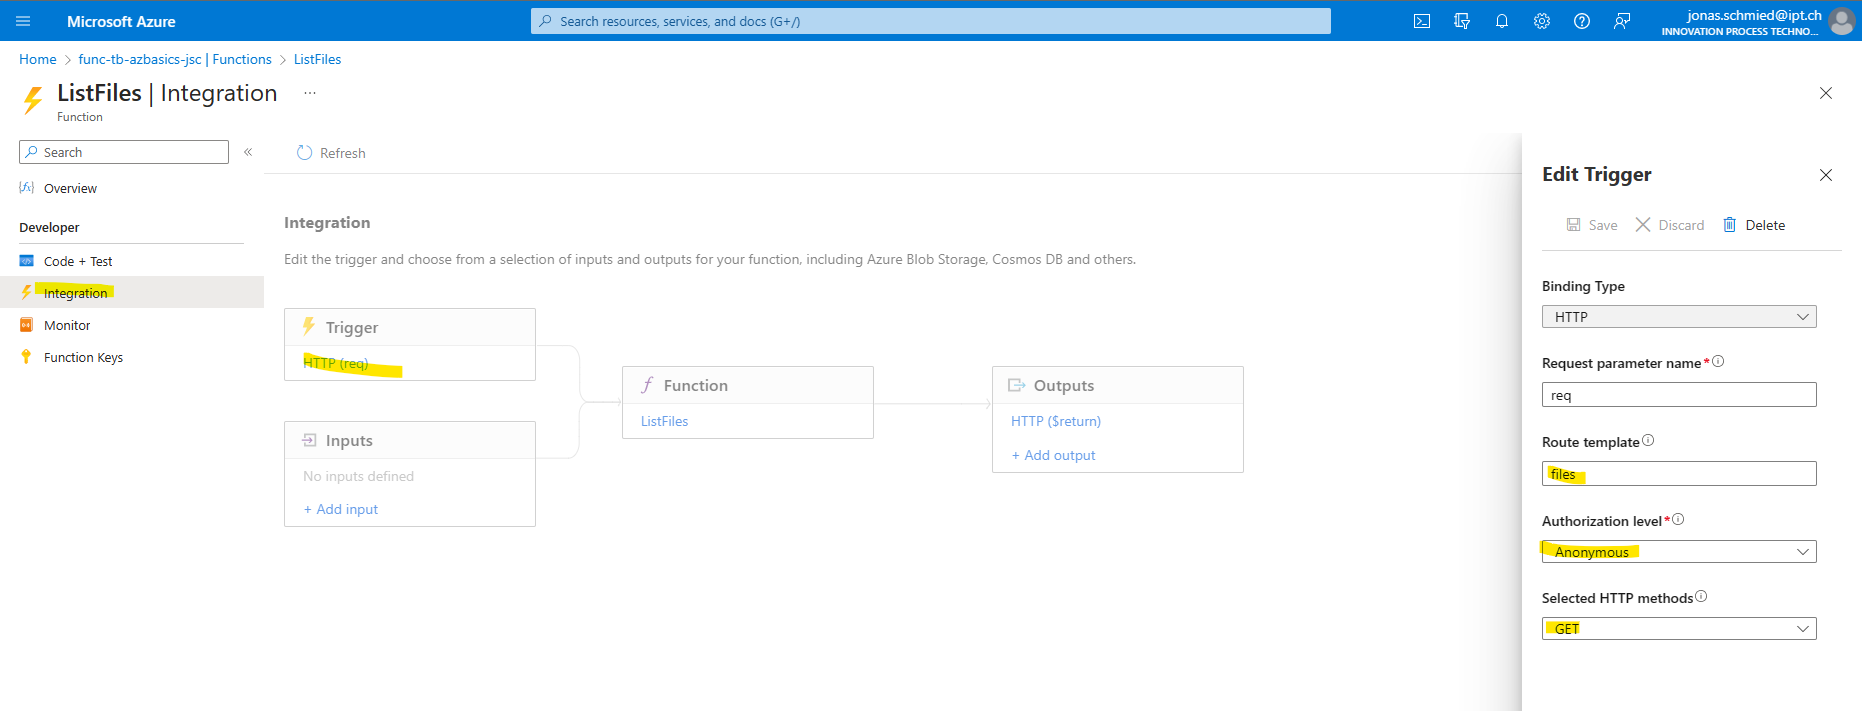 Microsoft Azure
Search resources, services, and docs (G+/)
jonas.schmied@ipt.ch
INNOVATION PROCESS TECHNO...
Home > func-tb-azbasics-jsc | Functions > ListFiles
ListFiles | Integration ...
Function
Search
«
Refresh
Overview
Developer
Code + Test
Integration
Monitor
Function Keys
Integration
Edit the trigger and choose from a selection of inputs and outputs for your function, including Azure Blob Storage, Cosmos DB and others.
Trigger
HTTP (req)
Inputs
No inputs defined
+ Add input
Function
ListFiles
Outputs
HTTP ($return)
+ Add output
Edit Trigger
Save
Discard
Delete
Binding Type
HTTP
Request parameter name*
req
Route template
files
Authorization level*
Anonymous
Selected HTTP methods
GET